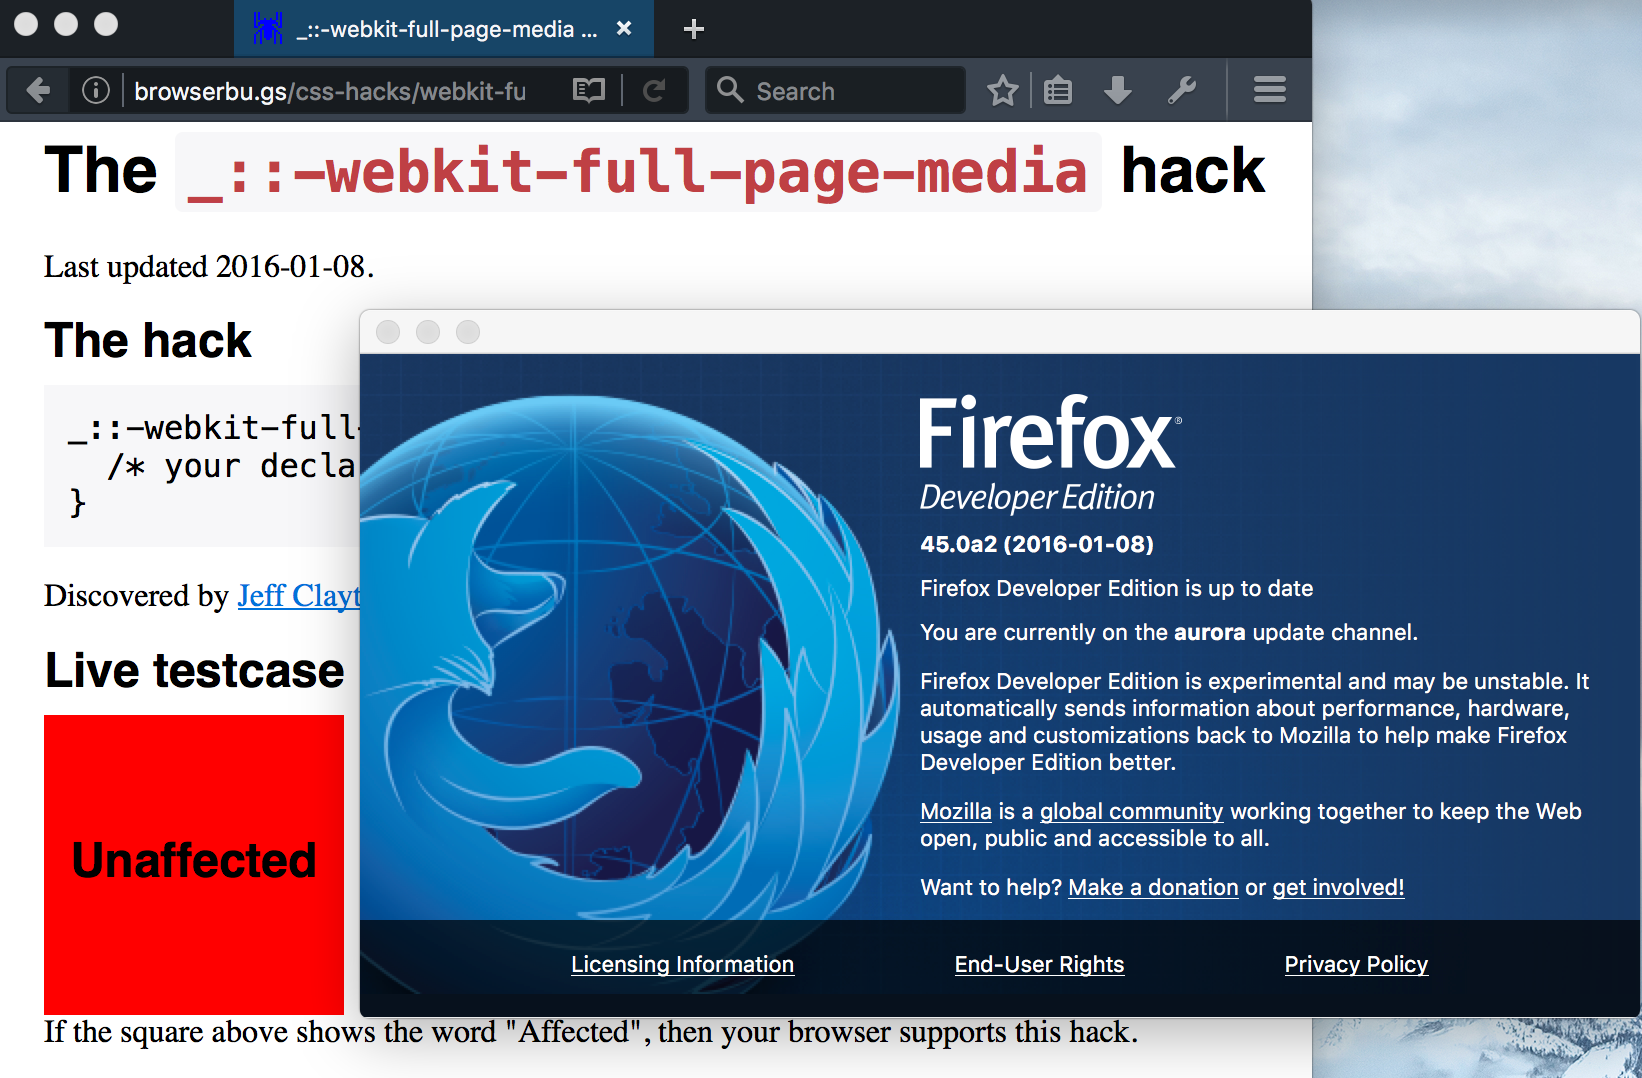 _::-webkit-full-page-media ...
browserbu.gs/css-hacks/webkit-fu
Search
The _::-webkit-full-page-media hack
Last updated 2016-01-08.
The hack
_::-webkit-full-
/* your decla
}
Discovered by Jeff Clayt
Live testcase
Unaffected
If the square above shows the word "Affected", then your browser supports this hack.
Firefox®
Developer Edition
45.0a2 (2016-01-08)
Firefox Developer Edition is up to date
You are currently on the aurora update channel.
Firefox Developer Edition is experimental and may be unstable. It
automatically sends information about performance, hardware,
usage and customizations back to Mozilla to help make Firefox
Developer Edition better.
Mozilla is a global community working together to keep the Web
open, public and accessible to all.
Want to help? Make a donation or get involved!
Licensing Information
End-User Rights
Privacy Policy